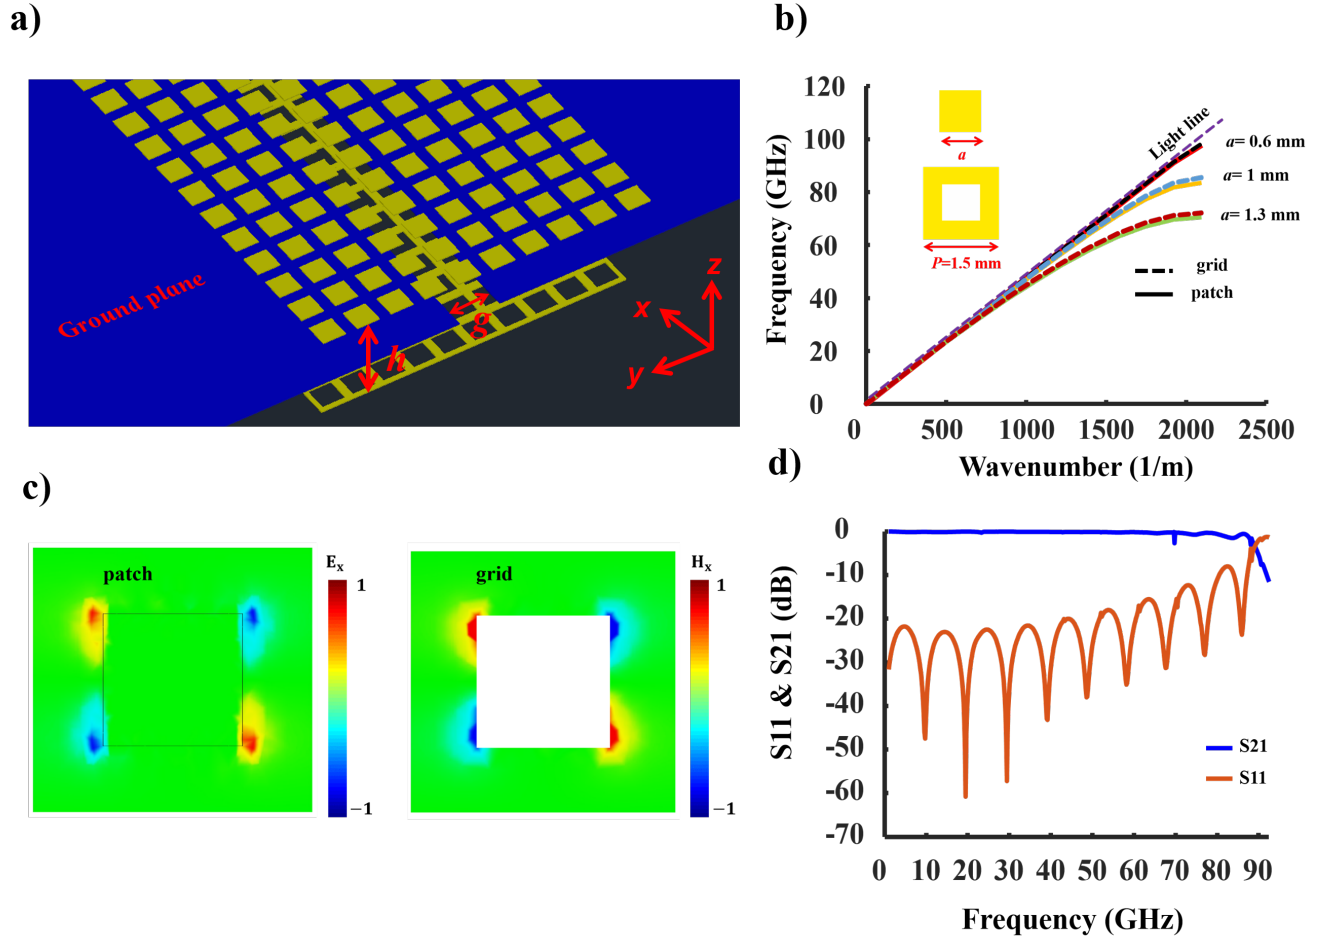 a)
Ground plane
h
g
x
y
z
b)
Frequency (GHz)
120
100
80
60
40
20
0
0
500
1000
1500
2000
2500
Wavenumber (1/m)
a
P=1.5 mm
Light line
a= 0.6 mm
a= 1 mm
a= 1.3 mm
grid
patch
c)
patch
Ex
1
−1
grid
Hx
1
−1
d)
S11 & S21 (dB)
0
-10
-20
-30
-40
-50
-60
-70
0
10
20
30
40
50
60
70
80
90
Frequency (GHz)
S21
S11